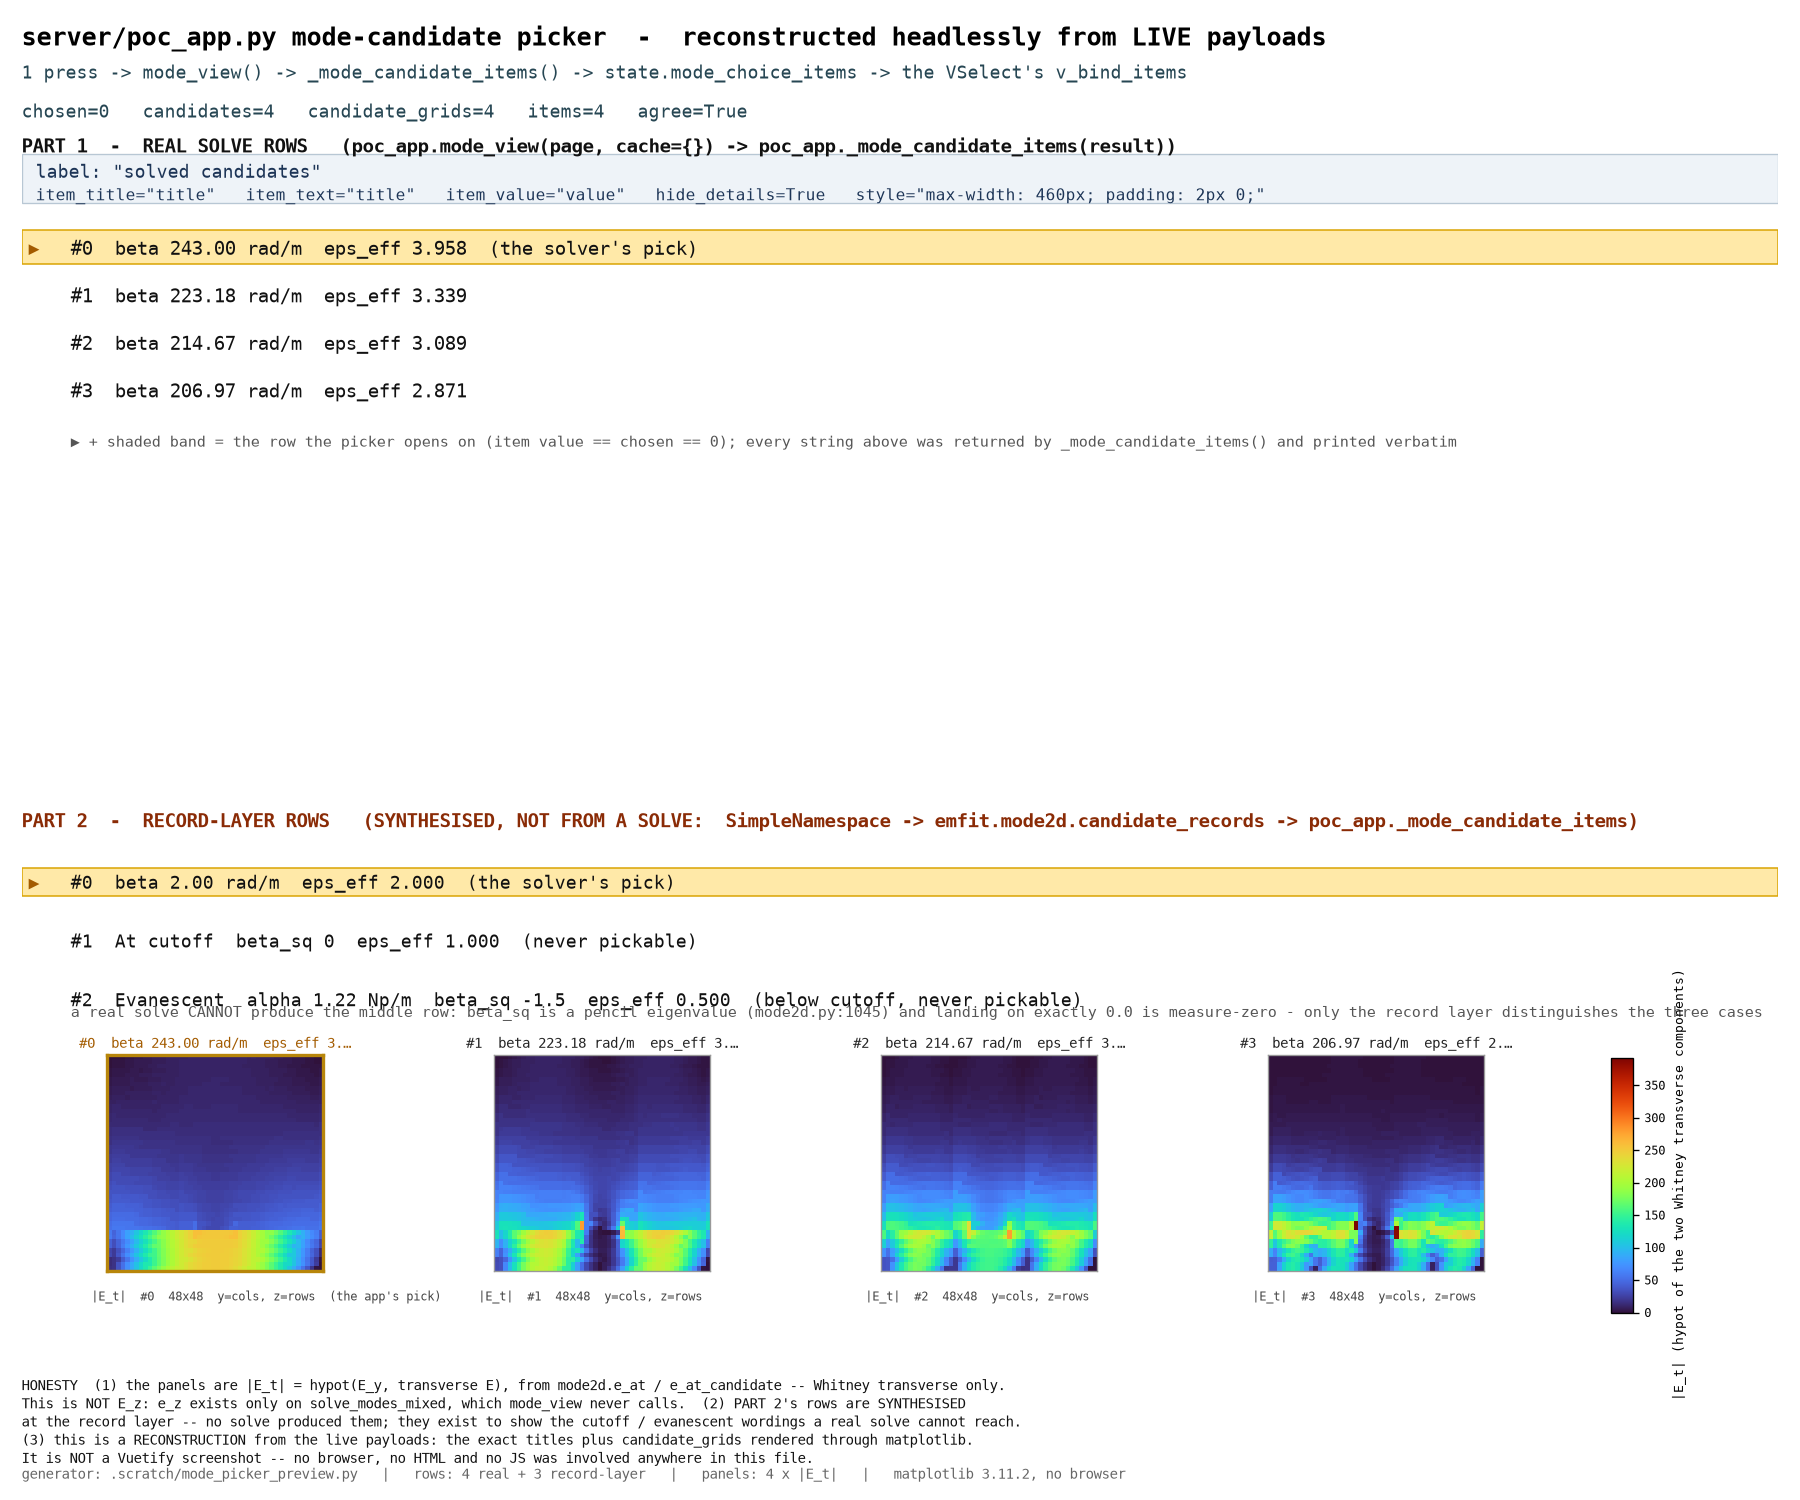 server/poc_app.py mode-candidate picker  -  reconstructed headlessly from LIVE payloads
1 press -> mode_view() -> _mode_candidate_items() -> state.mode_choice_items -> the VSelect's v_bind_items
chosen=0   candidates=4   candidate_grids=4   items=4   agree=True
PART 1  -  REAL SOLVE ROWS   (poc_app.mode_view(page, cache={}) -> poc_app._mode_candidate_items(result))
label: "solved candidates"
item_title="title"   item_text="title"   item_value="value"   hide_details=True   style="max-width: 460px; padding: 2px 0;"
▶ #0  beta 243.00 rad/m  eps_eff 3.958  (the solver's pick)
#1  beta 223.18 rad/m  eps_eff 3.339
#2  beta 214.67 rad/m  eps_eff 3.089
#3  beta 206.97 rad/m  eps_eff 2.871
▶ + shaded band = the row the picker opens on (item value == chosen == 0); every string above was returned by _mode_candidate_items() and printed verbatim
PART 2  -  RECORD-LAYER ROWS   (SYNTHESISED, NOT FROM A SOLVE:  SimpleNamespace -> emfit.mode2d.candidate_records -> poc_app._mode_candidate_items)
▶ #0  beta 2.00 rad/m  eps_eff 2.000  (the solver's pick)
#1  At cutoff  beta_sq 0  eps_eff 1.000  (never pickable)
#2  Evanescent  alpha 1.22 Np/m  beta_sq -1.5  eps_eff 0.500  (below cutoff, never pickable)
a real solve CANNOT produce the middle row: beta_sq is a pencil eigenvalue (mode2d.py:1045) and landing on exactly 0.0 is measure-zero - only the record layer distinguishes the three cases
#0  beta 243.00 rad/m  eps_eff 3.…
#1  beta 223.18 rad/m  eps_eff 3.…
#2  beta 214.67 rad/m  eps_eff 3.…
#3  beta 206.97 rad/m  eps_eff 2.…
|E_t|  #0  48x48  y=cols, z=rows  (the app's pick)
|E_t|  #1  48x48  y=cols, z=rows
|E_t|  #2  48x48  y=cols, z=rows
|E_t|  #3  48x48  y=cols, z=rows
350
300
250
200
150
100
50
0
|E_t| (hypot of the two Whitney transverse components)
HONESTY  (1) the panels are |E_t| = hypot(E_y, transverse E), from mode2d.e_at / e_at_candidate -- Whitney transverse only.
This is NOT E_z: e_z exists only on solve_modes_mixed, which mode_view never calls.  (2) PART 2's rows are SYNTHESISED
at the record layer -- no solve produced them; they exist to show the cutoff / evanescent wordings a real solve cannot reach.
(3) this is a RECONSTRUCTION from the live payloads: the exact titles plus candidate_grids rendered through matplotlib.
It is NOT a Vuetify screenshot -- no browser, no HTML and no JS was involved anywhere in this file.
generator: .scratch/mode_picker_preview.py   |   rows: 4 real + 3 record-layer   |   panels: 4 x |E_t|   |   matplotlib 3.11.2, no browser